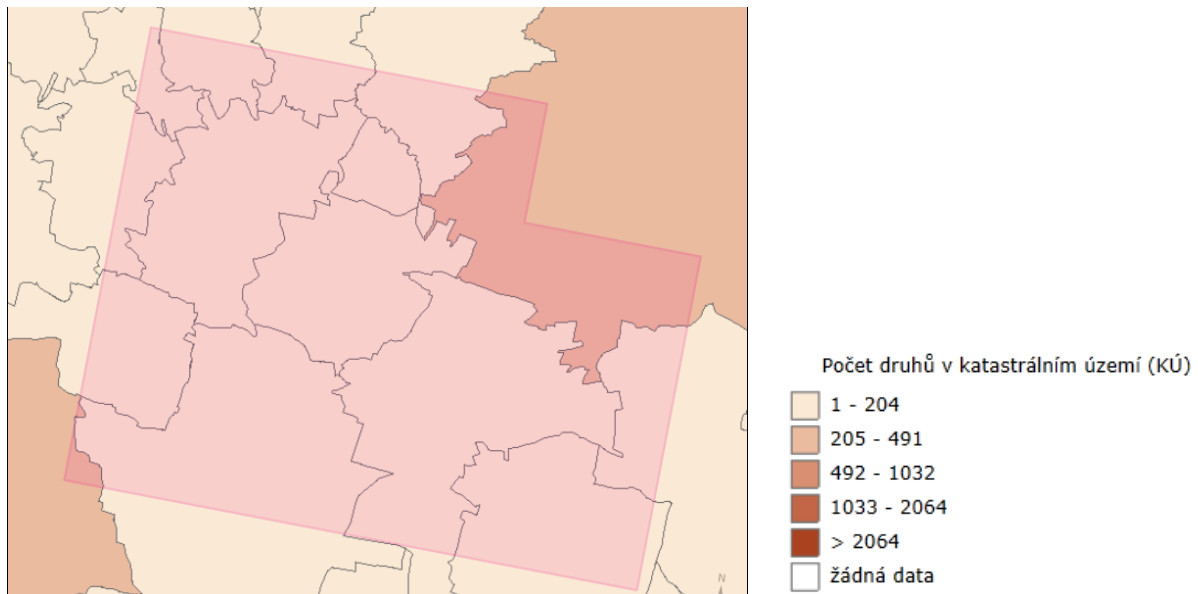 Počet druhů v katastrálním území (KÚ)
1 - 204
205 - 491
492 - 1032
1033 - 2064
> 2064
žádná data
N